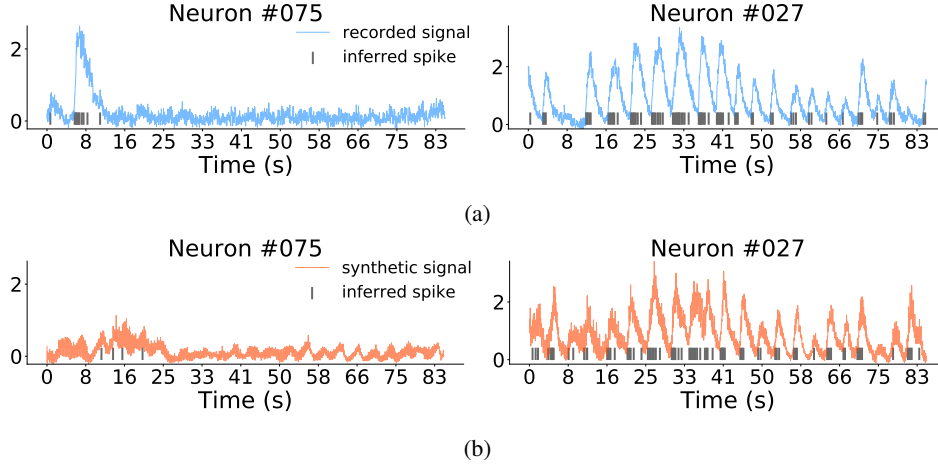 Neuron #075
Neuron #027
recorded signal
inferred spike
2
0
2
0
0 8 16 24 33 41 50 58 66 75 83
0 8 16 24 33 41 50 58 66 75 83
Time (s)
Time (s)
(a)
Neuron #075
Neuron #027
synthetic signal
inferred spike
2
0
2
0
0 8 16 24 33 41 50 58 66 75 83
0 8 16 25 33 41 50 58 66 75 83
Time (s)
Time (s)
(b)